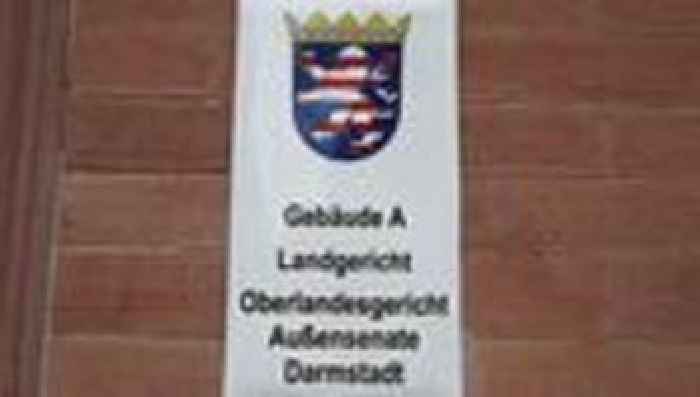 Gebäude A
Landgericht
Oberlandesgericht
Außensenate
Darmstadt